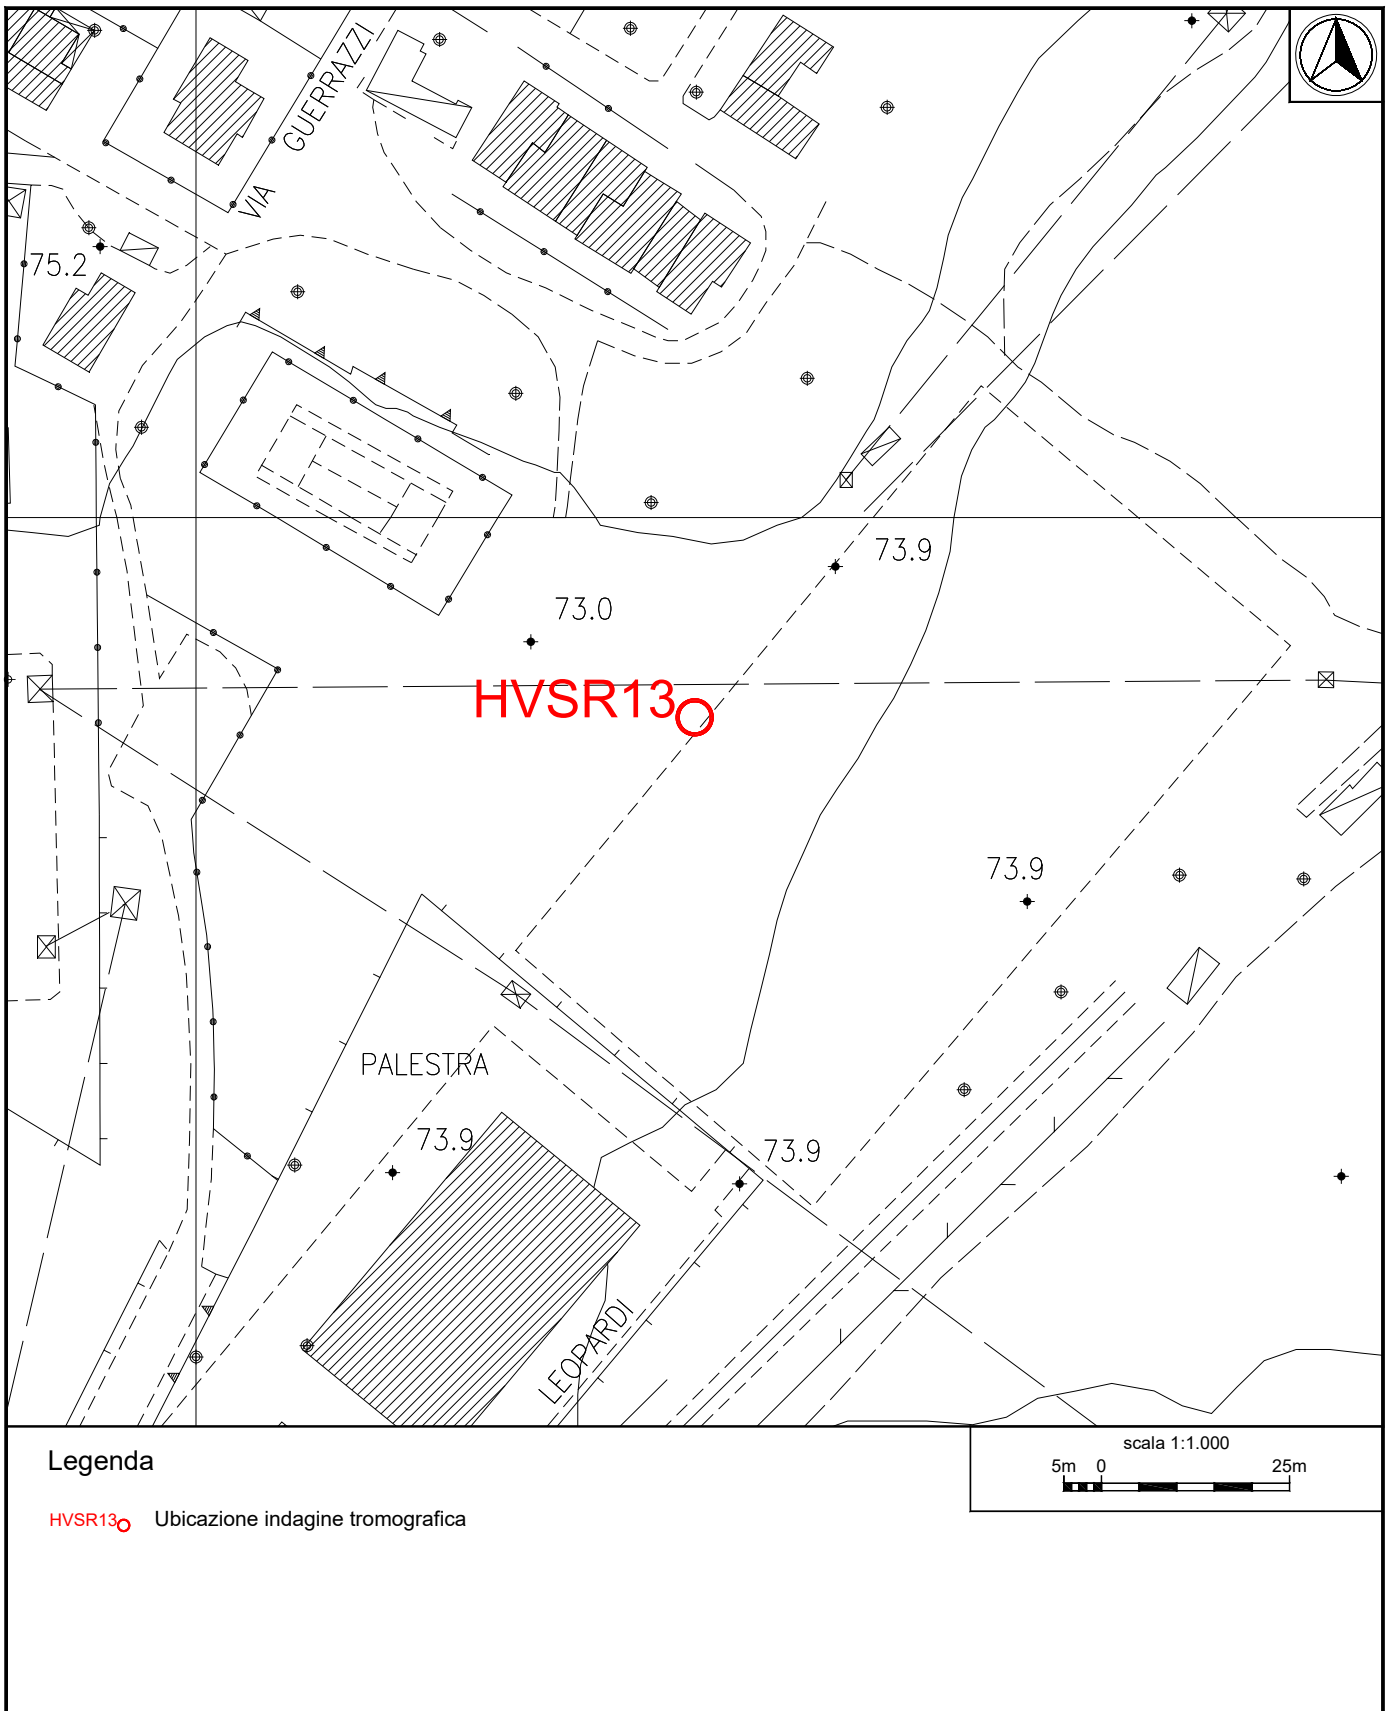 VIA GUERRAZZI
75.2
73.9
73.0
HVSR13
73.9
PALESTRA
73.9
73.9
LEOPARDI
Legenda
HVSR13 Ubicazione indagine tromografica
scala 1:1.000
5m 0 25m